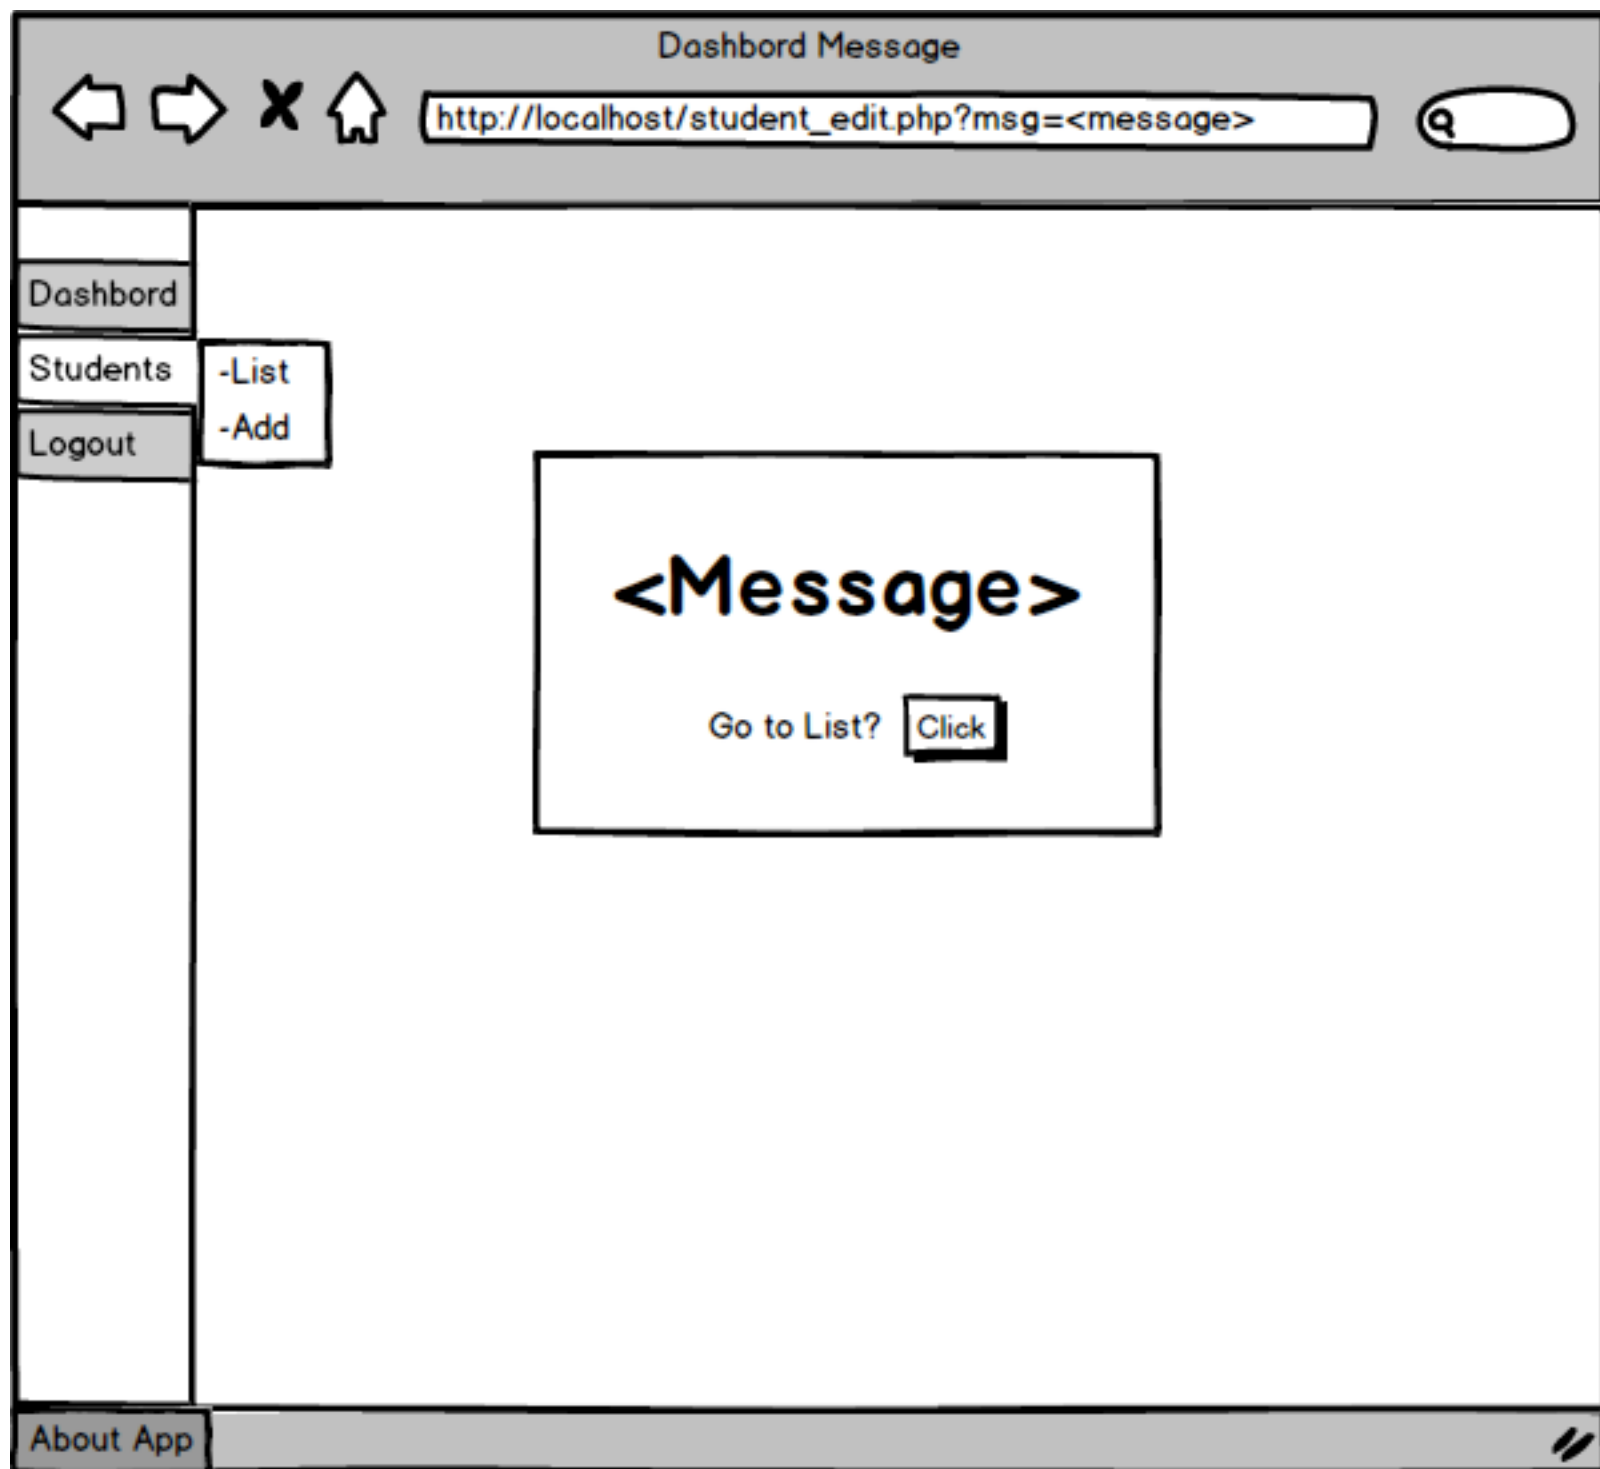 Dashbord Message
http://localhost/student_edit.php?msg=<message>
Dashbord
Students
-List
-Add
Logout
<Message>
Go to List? Click
About App